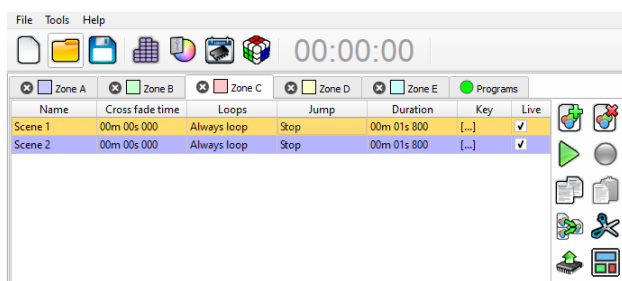 File Tools Help
00:00:00
Zone A Zone B Zone C Zone D Zone E Programs
Name Cross fade time Loops Jump Duration Key Live
Scene 1 00m 00s 000 Always loop Stop 00m 01s 800 [...]
Scene 2 00m 00s 000 Always loop Stop 00m 01s 800 [...]